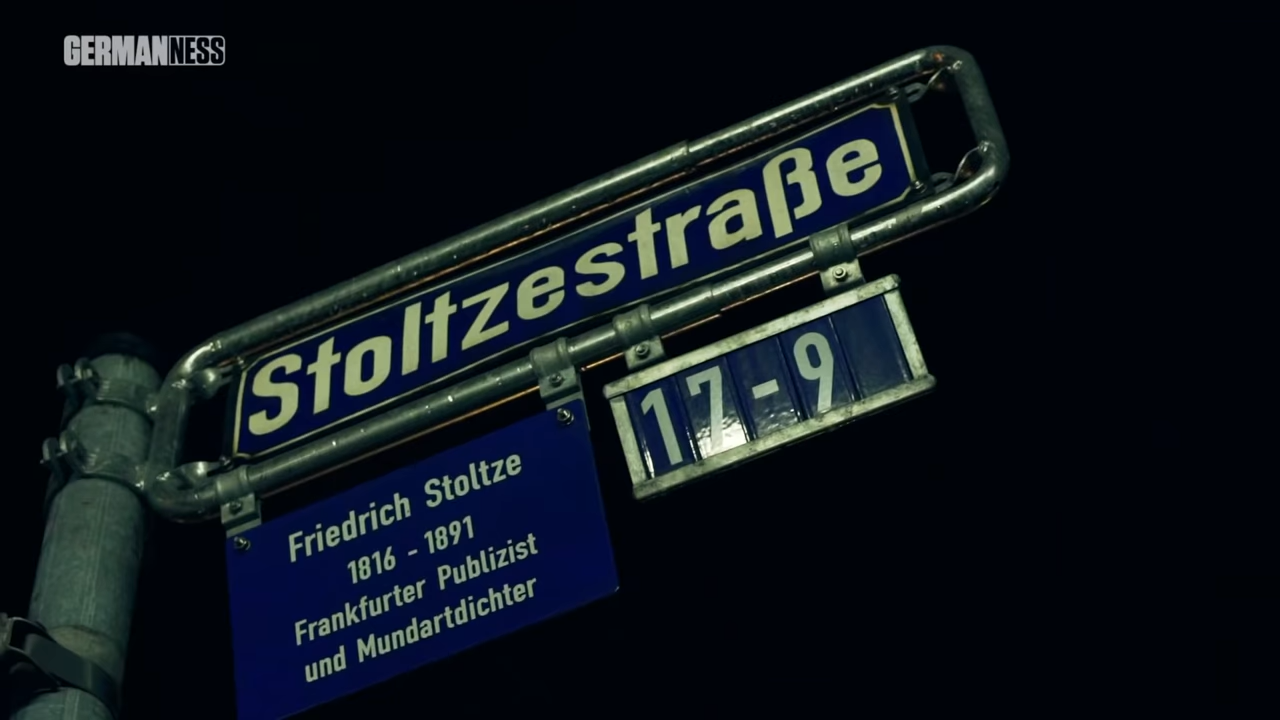 GERMANNESS
Stoltzestraße
17-9
Friedrich Stoltze
1816 - 1891
Frankfurter Publizist
und Mundartdichter